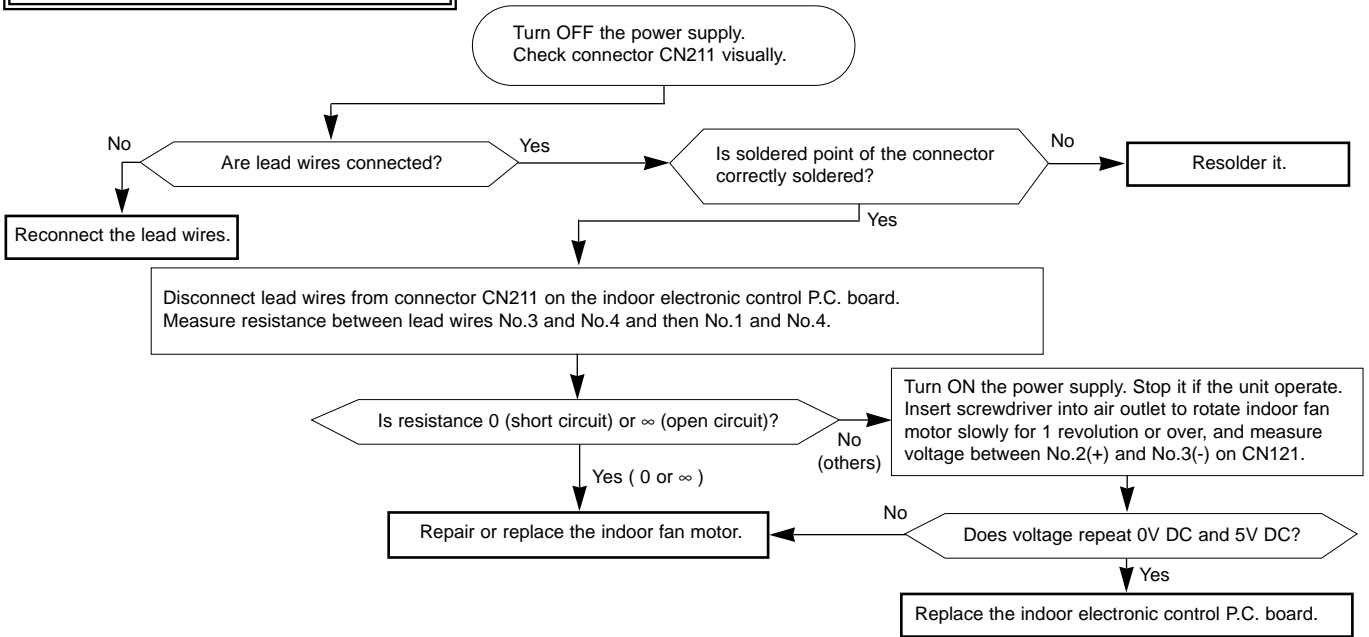 Turn OFF the power supply.
Check connector CN211 visually.
No
Are lead wires connected?
Yes
Is soldered point of the connector
correctly soldered?
No
Resolder it.
Reconnect the lead wires.
Yes
Disconnect lead wires from connector CN211 on the indoor electronic control P.C. board.
Measure resistance between lead wires No.3 and No.4 and then No.1 and No.4.
Is resistance 0 (short circuit) or ∞ (open circuit)?
No
(others)
Turn ON the power supply. Stop it if the unit operate.
Insert screwdriver into air outlet to rotate indoor fan
motor slowly for 1 revolution or over, and measure
voltage between No.2(+) and No.3(-) on CN121.
Yes ( 0 or ∞ )
Repair or replace the indoor fan motor.
No
Does voltage repeat 0V DC and 5V DC?
Yes
Replace the indoor electronic control P.C. board.